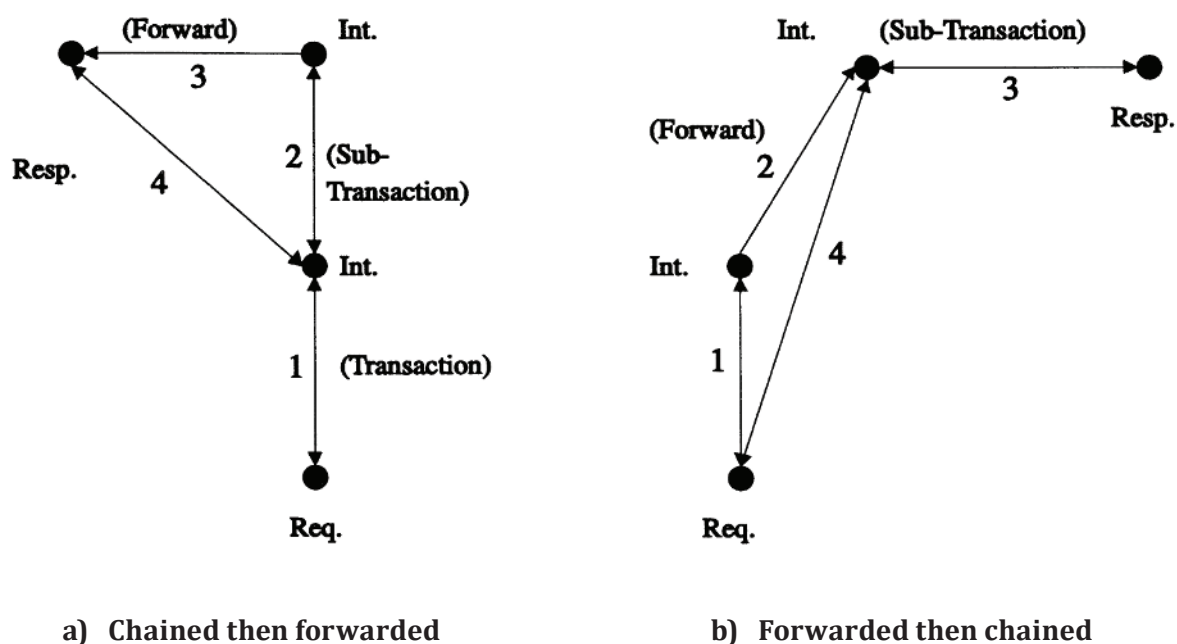 (Forward)
Int.
3
2
(Sub-
Transaction)
Resp.
4
Int.
1
(Transaction)
Req.
a) Chained then forwarded
Int.
(Sub-Transaction)
3
Resp.
(Forward)
2
Int.
4
1
Req.
b) Forwarded then chained